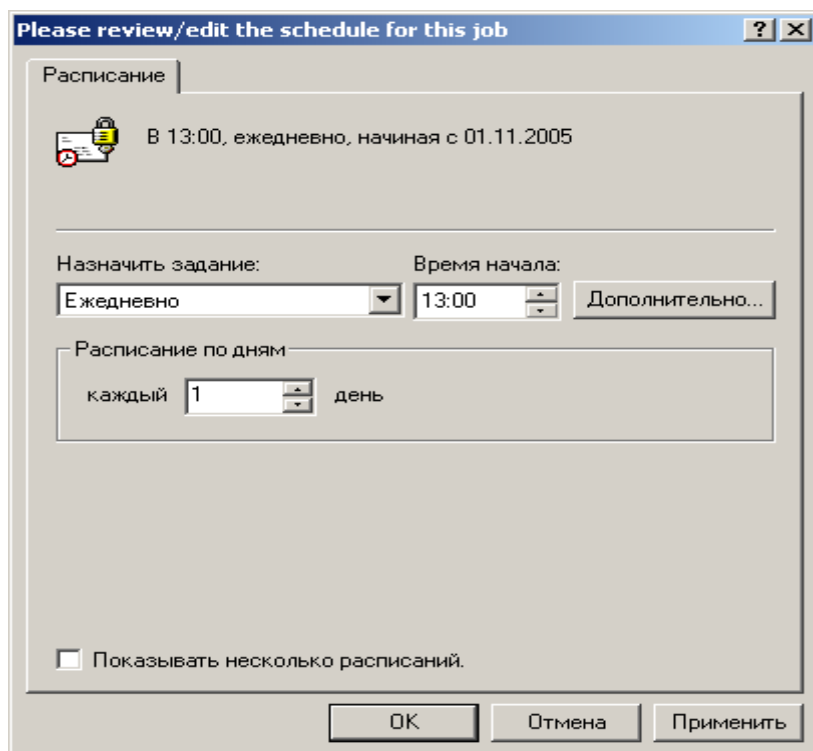 Please review/edit the schedule for this job
Расписание
В 13:00, ежедневно, начиная с 01.11.2005
Назначить задание: Время начала:
Ежедневно 13:00 Дополнительно...
Расписание по дням
каждый 1 день
Показывать несколько расписаний.
OK Отмена Применить